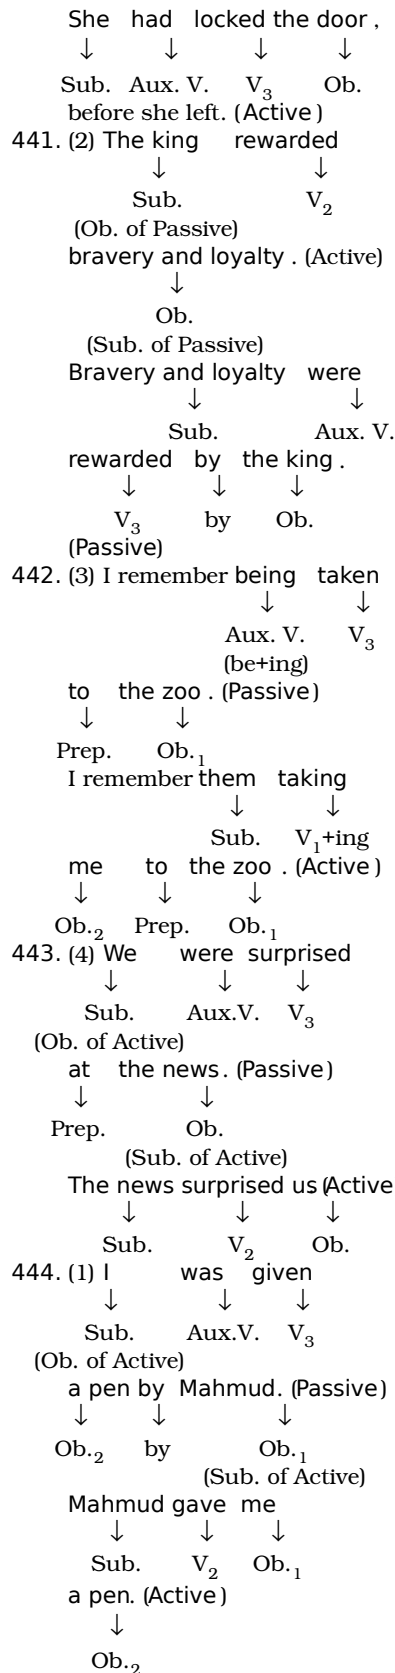 She had locked the door ,
↓ ↓ ↓ ↓
Sub. Aux. V. V₃ Ob.
before she left. (Active)
441. (2) The king rewarded
↓ ↓
Sub. V₂
(Ob. of Passive)
bravery and loyalty . (Active)
↓
Ob.
(Sub. of Passive)
Bravery and loyalty were
↓ ↓
Sub. Aux. V.
rewarded by the king .
↓ ↓ ↓
V₃ by Ob.
(Passive)
442. (3) I remember being taken
↓ ↓
Aux. V. V₃
(be+ing)
to the zoo . (Passive)
↓ ↓
Prep. Ob.₁
I remember them taking
↓ ↓
Sub. V₁+ing
me to the zoo . (Active)
↓ ↓ ↓
Ob.₂ Prep. Ob.₁
443. (4) We were surprised
↓ ↓ ↓
Sub. Aux.V. V₃
(Ob. of Active)
at the news . (Passive)
↓ ↓
Prep. Ob.
(Sub. of Active)
The news surprised us (Active
↓ ↓ ↓
Sub. V₂ Ob.
444. (1) I was given
↓ ↓ ↓
Sub. Aux.V. V₃
(Ob. of Active)
a pen by Mahmud. (Passive)
↓ ↓ ↓
Ob.₂ by Ob.₁
(Sub. of Active)
Mahmud gave me
↓ ↓ ↓
Sub. V₂ Ob.₁
a pen. (Active)
↓
Ob.₂